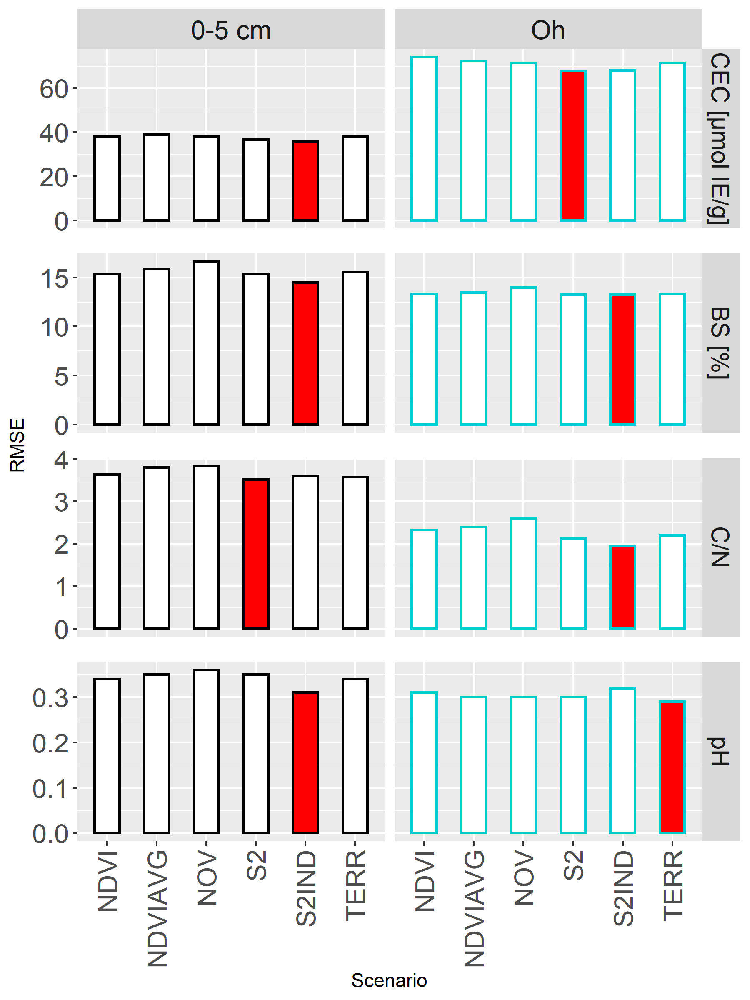 0-5 cm
Oh
60
40
20
0
CEC [µmol IE/g]
15
10
5
0
BS [%]
RMSE
4
3
2
1
0
C/N
0.3
0.2
0.1
0.0
pH
NDVI
NDVIAVG
NOV
S2
S2IND
TERR
NDVI
NDVIAVG
NOV
S2
S2IND
TERR
Scenario